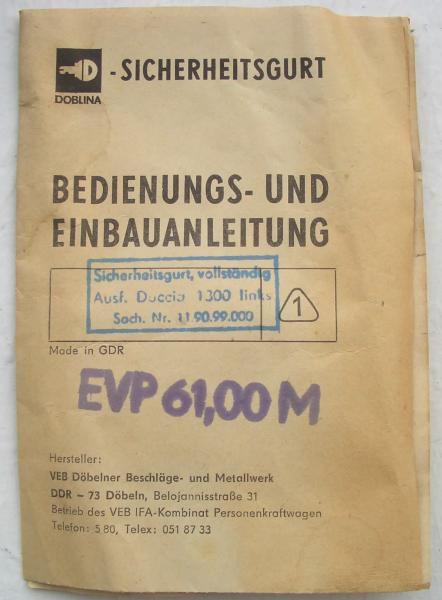 D
-SICHERHEITSGURT
DOBLINA
BEDIENUNGS- UND
EINBAUANLEITUNG
Sicherheitsgurt, vollständig
Ausf. Daccia 1300 links
Sach. Nr. 11.90.99.000
1
Made in GDR
EVP 61,00 M
Hersteller:
VEB Döbelner Beschläge- und Metallwerk
DDR – 73 Döbeln, Belojannisstraße 31
Betrieb des VEB IFA-Kombinat Personenkraftwagen
Telefon: 5 80, Telex: 051 87 33